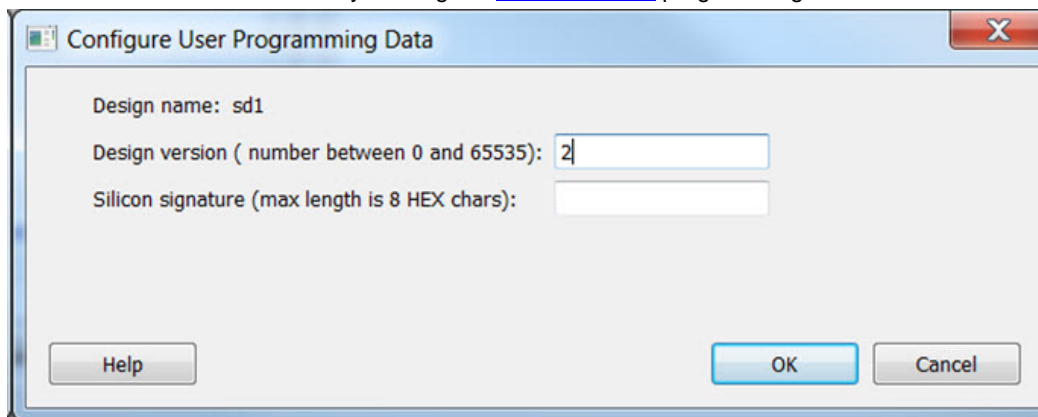 Configure User Programming Data
Design name: sd1
Design version ( number between 0 and 65535): 2
Silicon signature (max length is 8 HEX chars):
Help
OK
Cancel